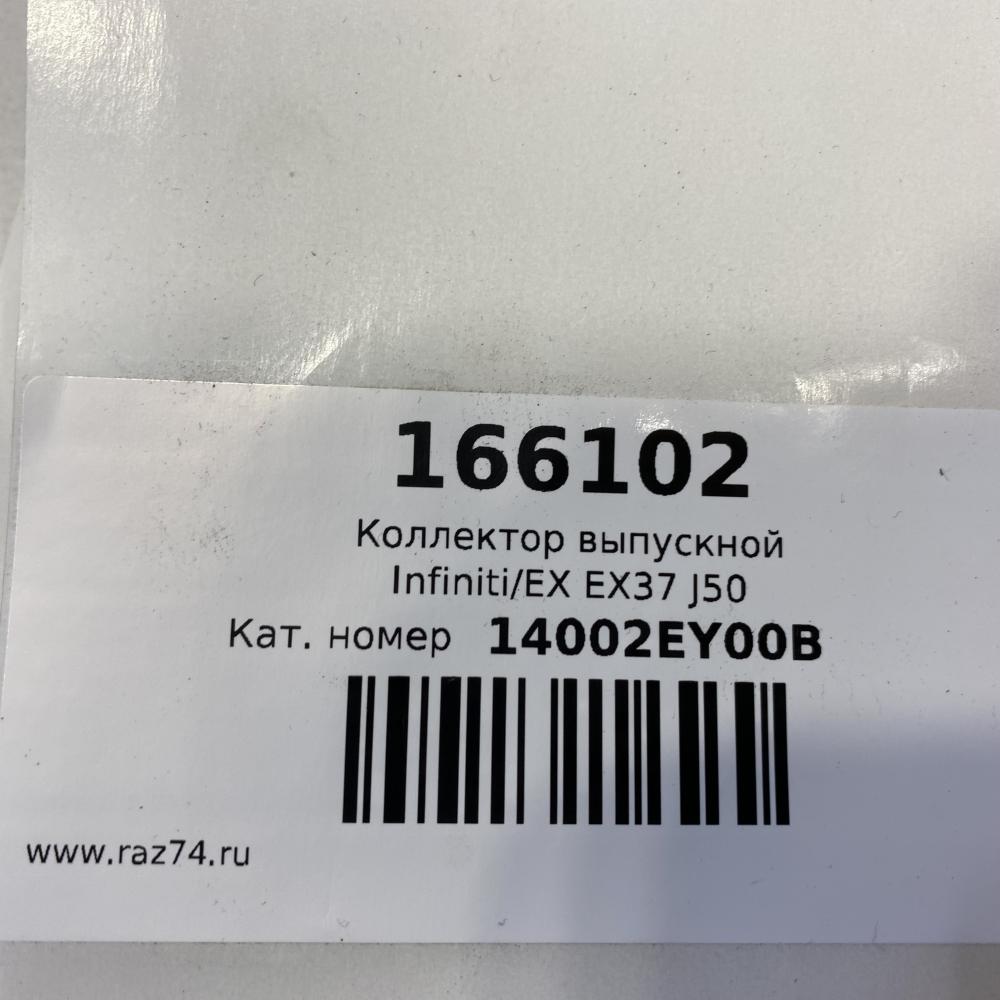 166102
Коллектор выпускной
Infiniti/EX EX37 J50
Кат. номер 14002EY00B
www.raz74.ru